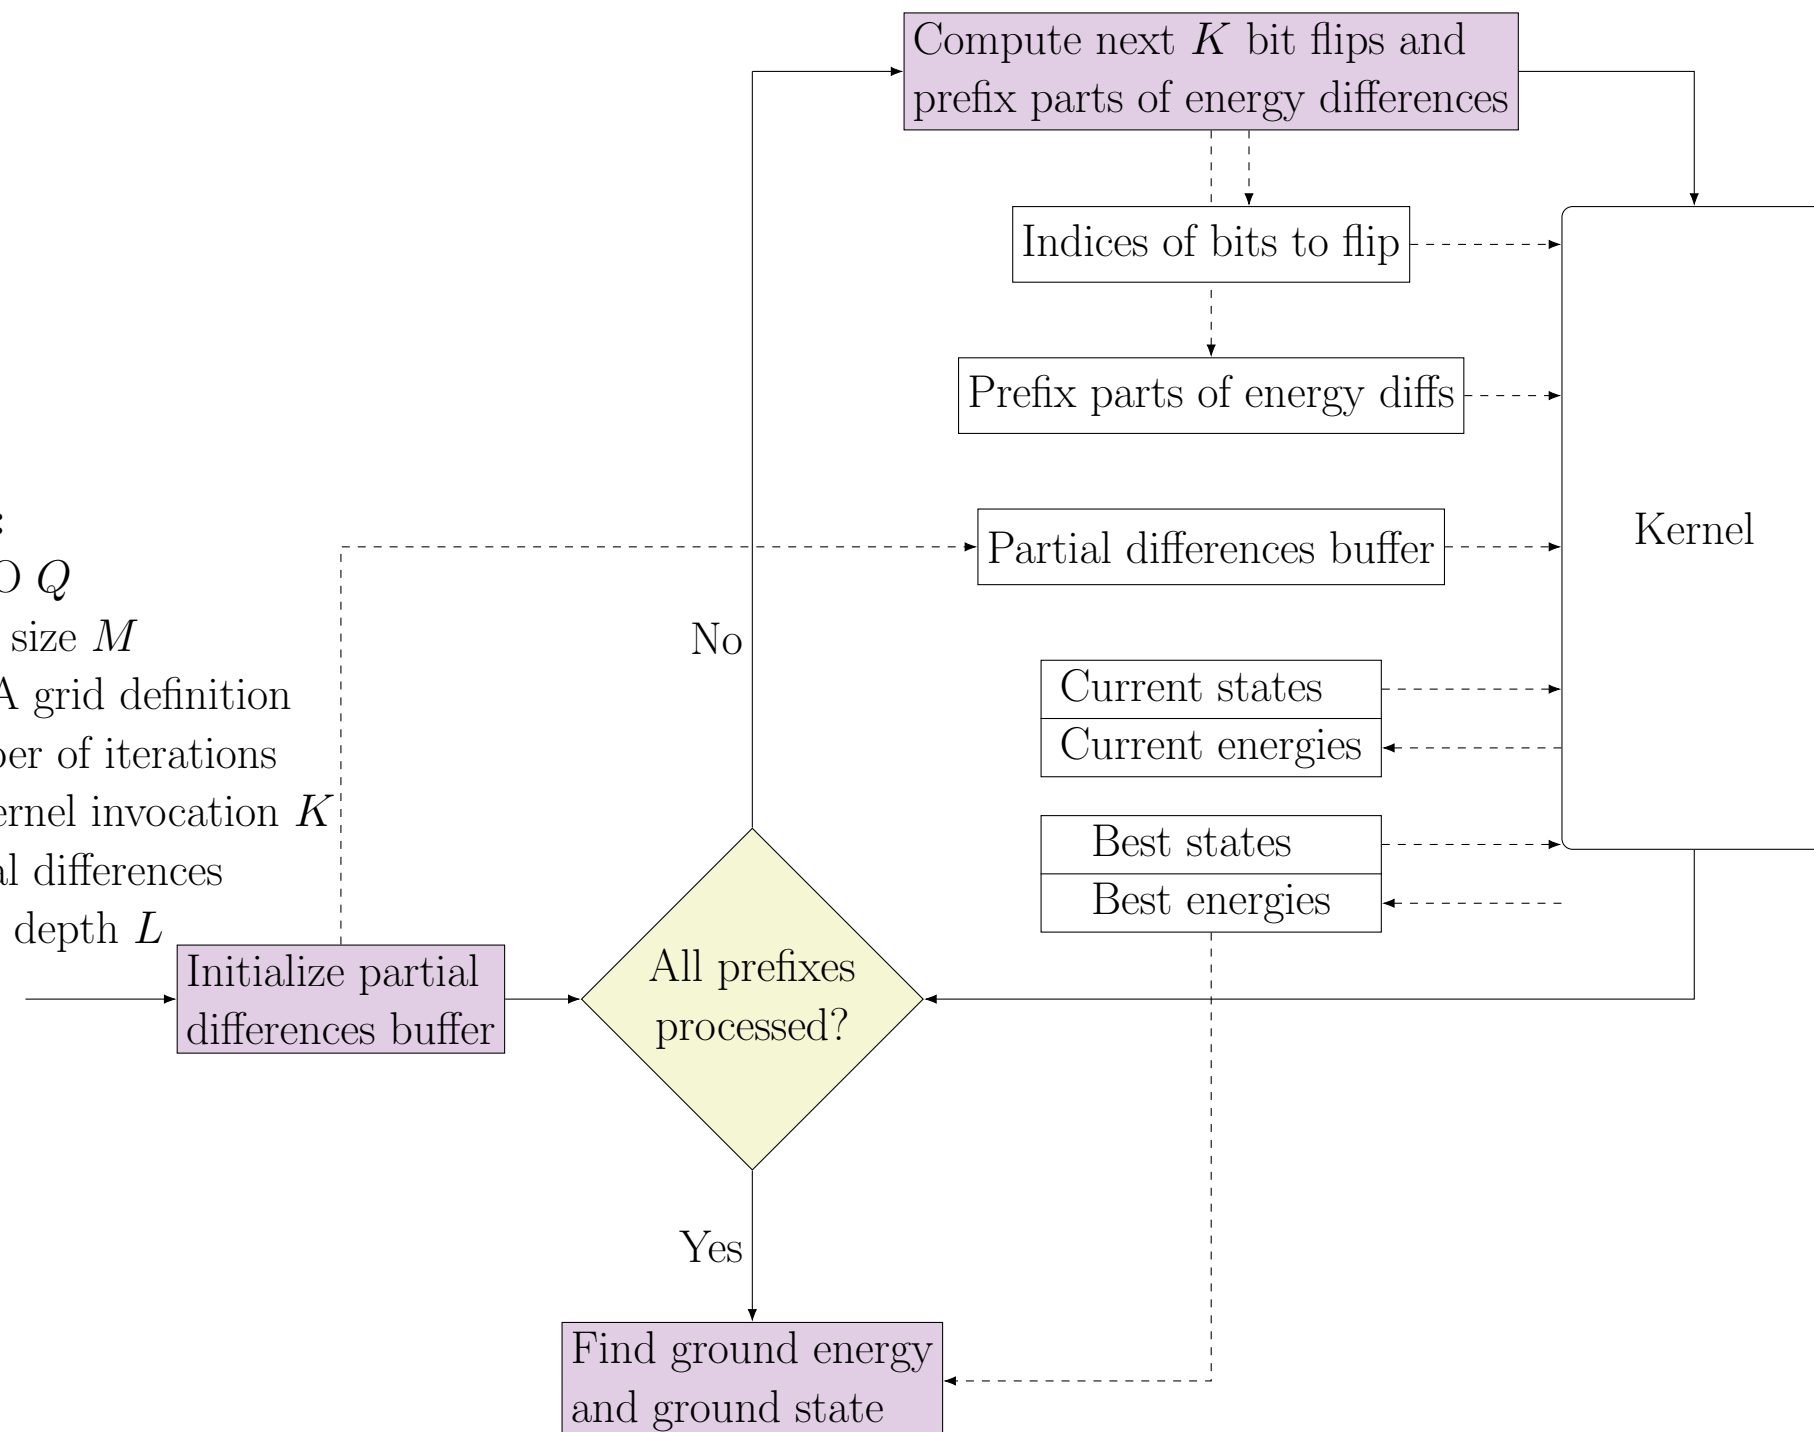 Compute next K bit flips and
prefix parts of energy differences
Indices of bits to flip
Prefix parts of energy diffs
Partial differences buffer
Kernel
Q
size M
grid definition
of iterations
invocation K
differences
depth L
No
Current states
Current energies
Best states
Best energies
Initialize partial
differences buffer
All prefixes
processed?
Yes
Find ground energy
and ground state